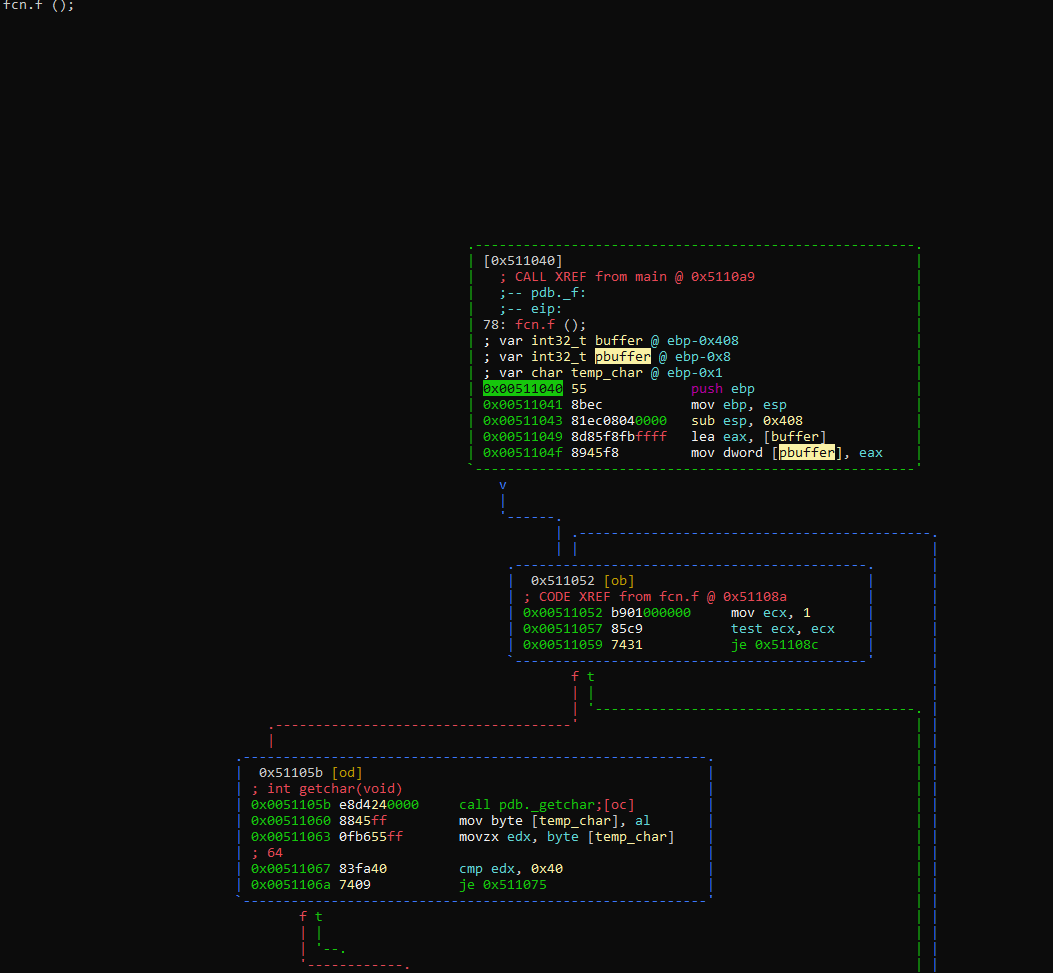 fcn.f ();
[0x511040]
; CALL XREF from main @ 0x5110a9
;-- pdb._f:
;-- eip:
78: fcn.f ();
; var int32_t buffer @ ebp-0x408
; var int32_t pbuffer @ ebp-0x8
; var char temp_char @ ebp-0x1
0x00511040 55 push ebp
0x00511041 8bec mov ebp, esp
0x00511043 81ec08040000 sub esp, 0x408
0x00511049 8d85f8fbffff lea eax, [buffer]
0x0051104f 8945f8 mov dword [pbuffer], eax
v
0x511052 [ob]
; CODE XREF from fcn.f @ 0x51108a
0x00511052 b901000000 mov ecx, 1
0x00511057 85c9 test ecx, ecx
0x00511059 7431 je 0x51108c
f t
0x51105b [od]
; int getchar(void)
0x0051105b e8d4240000 call pdb._getchar;[oc]
0x00511060 8845ff mov byte [temp_char], al
0x00511063 0fb655ff movzx edx, byte [temp_char]
; 64
0x00511067 83fa40 cmp edx, 0x40
0x0051106a 7409 je 0x511075
f t